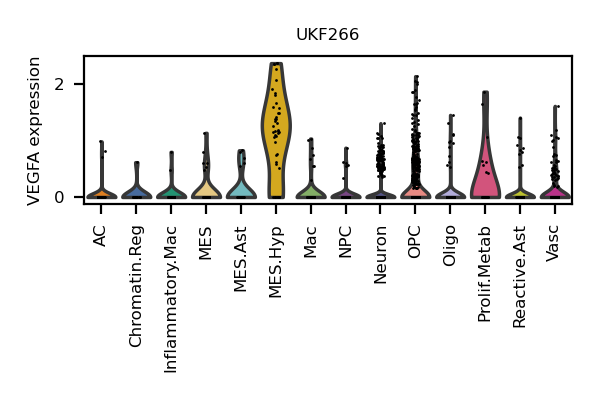 UKF266
VEGFA expression
2
0
AC
Chromatin.Reg
Inflammatory.Mac
MES
MES.Ast
MES.Hyp
Mac
NPC
Neuron
OPC
Oligo
Prolif.Metab
Reactive.Ast
Vasc